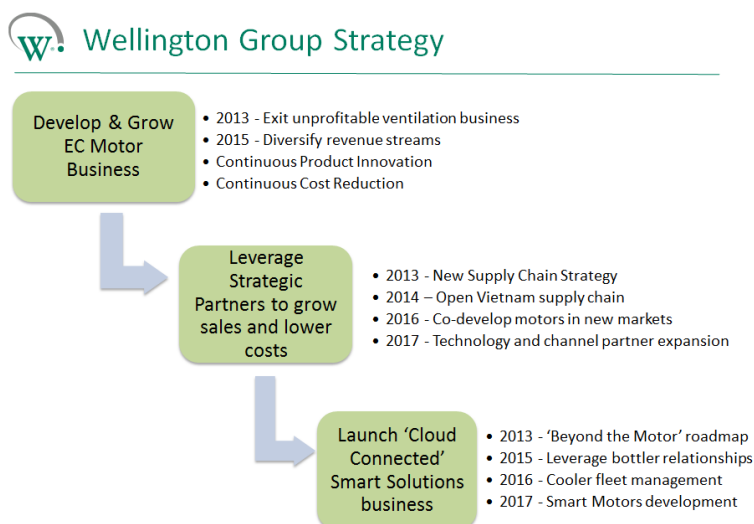 W.
Wellington Group Strategy
Develop & Grow
EC Motor
Business
• 2013 - Exit unprofitable ventilation business
• 2015 - Diversify revenue streams
• Continuous Product Innovation
• Continuous Cost Reduction
Leverage
Strategic
Partners to grow
sales and lower
costs
• 2013 - New Supply Chain Strategy
• 2014 – Open Vietnam supply chain
• 2016 - Co-develop motors in new markets
• 2017 - Technology and channel partner expansion
Launch ‘Cloud
Connected’
Smart Solutions
business
• 2013 - ‘Beyond the Motor’ roadmap
• 2015 - Leverage bottler relationships
• 2016 - Cooler fleet management
• 2017 - Smart Motors development